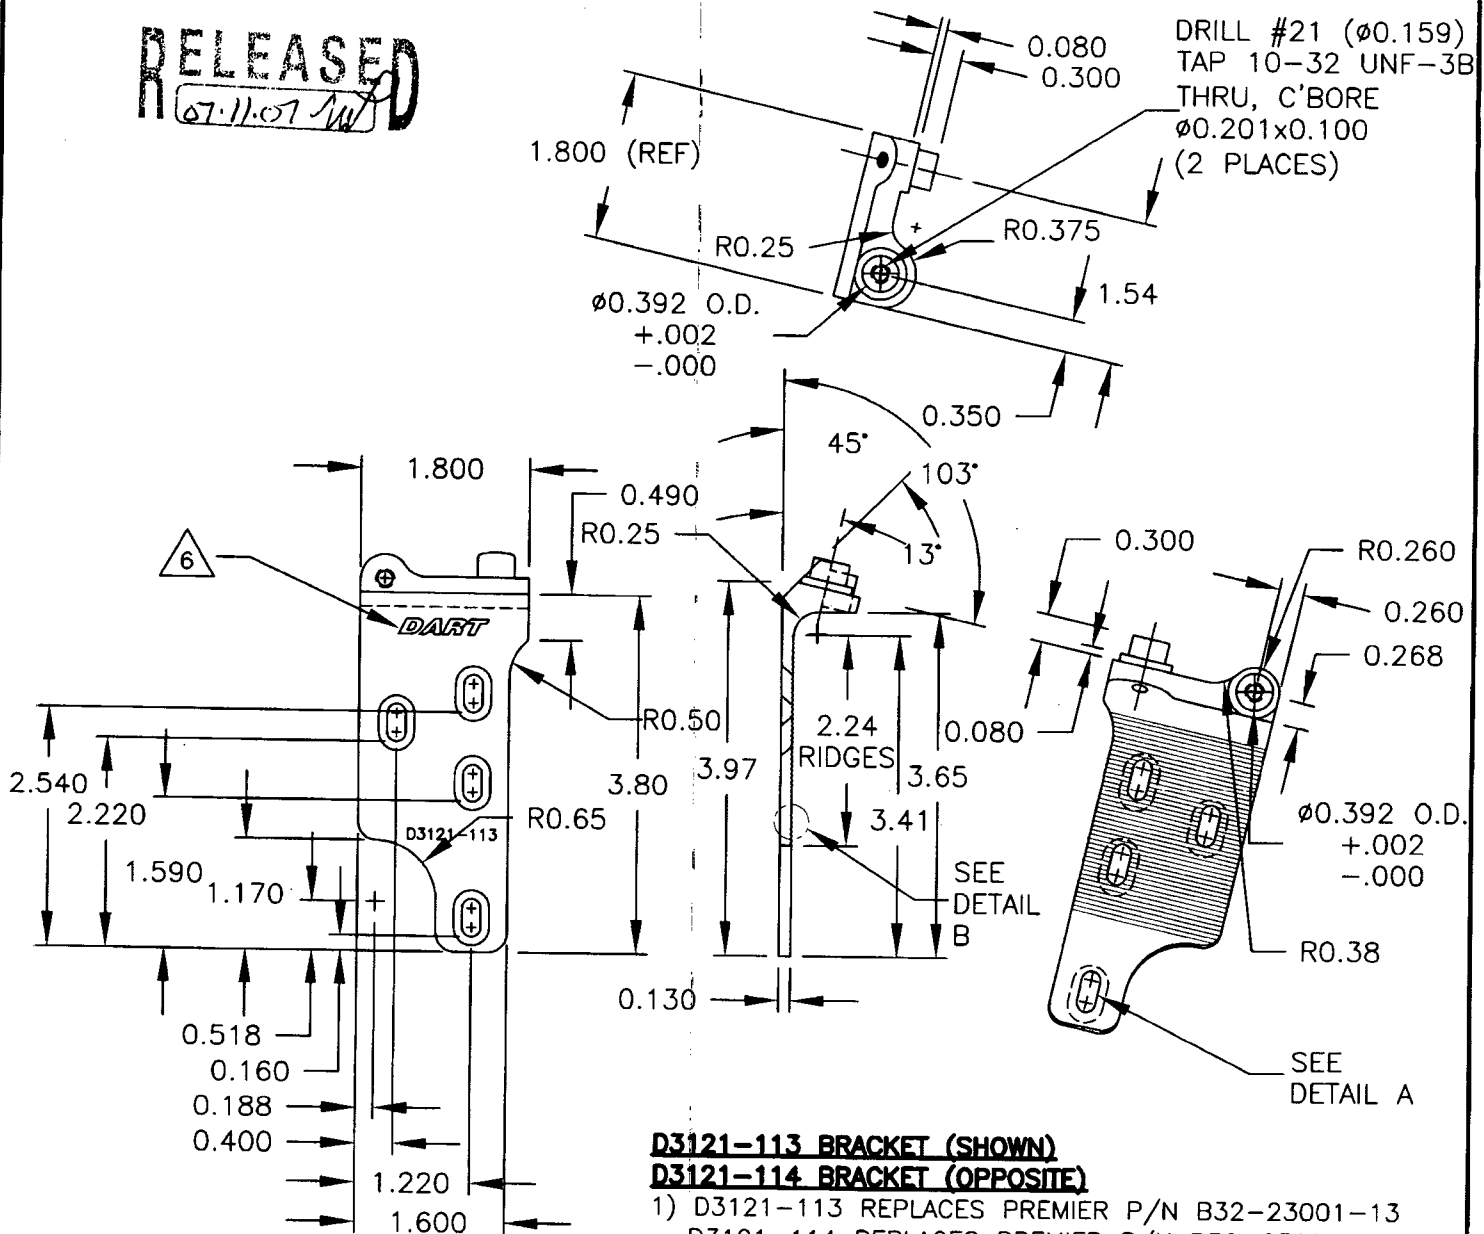 RELEASED
07.11.07
DRILL #21 (ø0.159)
TAP 10-32 UNF-3B
THRU, C'BORE
ø0.201x0.100
(2 PLACES)
0.080
0.300
1.800 (REF)
R0.25
R0.375
1.54
ø0.392 O.D.
+.002
-.000
0.350
45°
103°
13°
1.800
0.490
R0.25
6
DART
R0.50
2.540
2.220
1.590
1.170
D3121-113
R0.65
3.80
3.97
2.24
RIDGES
3.65
3.41
SEE
DETAIL
B
0.130
0.518
0.160
0.188
0.400
1.220
1.600
0.300
R0.260
0.260
0.268
0.080
ø0.392 O.D.
+.002
-.000
R0.38
SEE
DETAIL A
D3121-113 BRACKET (SHOWN)
D3121-114 BRACKET (OPPOSITE)
1) D3121-113 REPLACES PREMIER P/N B32-23001-13
D3121-114 REPLACES PREMIER P/N